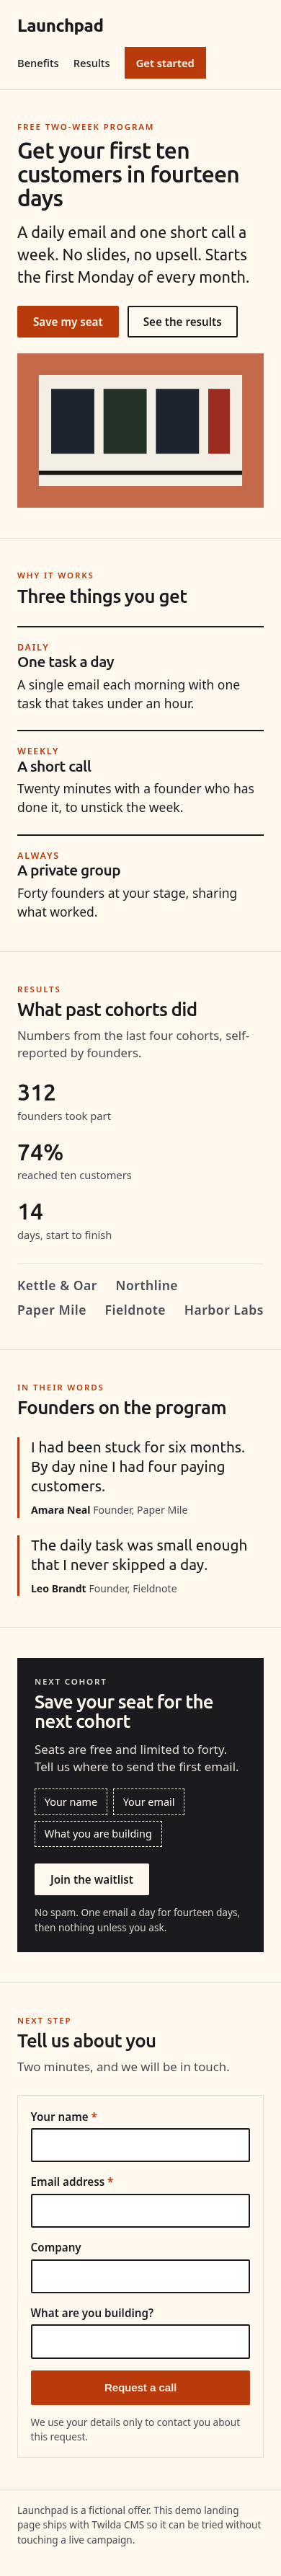 Launchpad
Benefits Results Get started
FREE TWO-WEEK PROGRAM
Get your first ten
customers in fourteen
days
A daily email and one short call a
week. No slides, no upsell. Starts
the first Monday of every month.
Save my seat See the results
WHY IT WORKS
Three things you get
DAILY
One task a day
A single email each morning with one
task that takes under an hour.
WEEKLY
A short call
Twenty minutes with a founder who has
done it, to unstick the week.
ALWAYS
A private group
Forty founders at your stage, sharing
what worked.
RESULTS
What past cohorts did
Numbers from the last four cohorts, self-
reported by founders.
312
founders took part
74%
reached ten customers
14
days, start to finish
Kettle & Oar Northline
Paper Mile Fieldnote Harbor Labs
IN THEIR WORDS
Founders on the program
I had been stuck for six months.
By day nine I had four paying
customers.
Amara Neal Founder, Paper Mile
The daily task was small enough
that I never skipped a day.
Leo Brandt Founder, Fieldnote
NEXT COHORT
Save your seat for the
next cohort
Seats are free and limited to forty.
Tell us where to send the first email.
Your name Your email
What you are building
Join the waitlist
No spam. One email a day for fourteen days,
then nothing unless you ask.
NEXT STEP
Tell us about you
Two minutes, and we will be in touch.
Your name *
Email address *
Company
What are you building?
Request a call
We use your details only to contact you about
this request.
Launchpad is a fictional offer. This demo landing
page ships with Twilda CMS so it can be tried without
touching a live campaign.